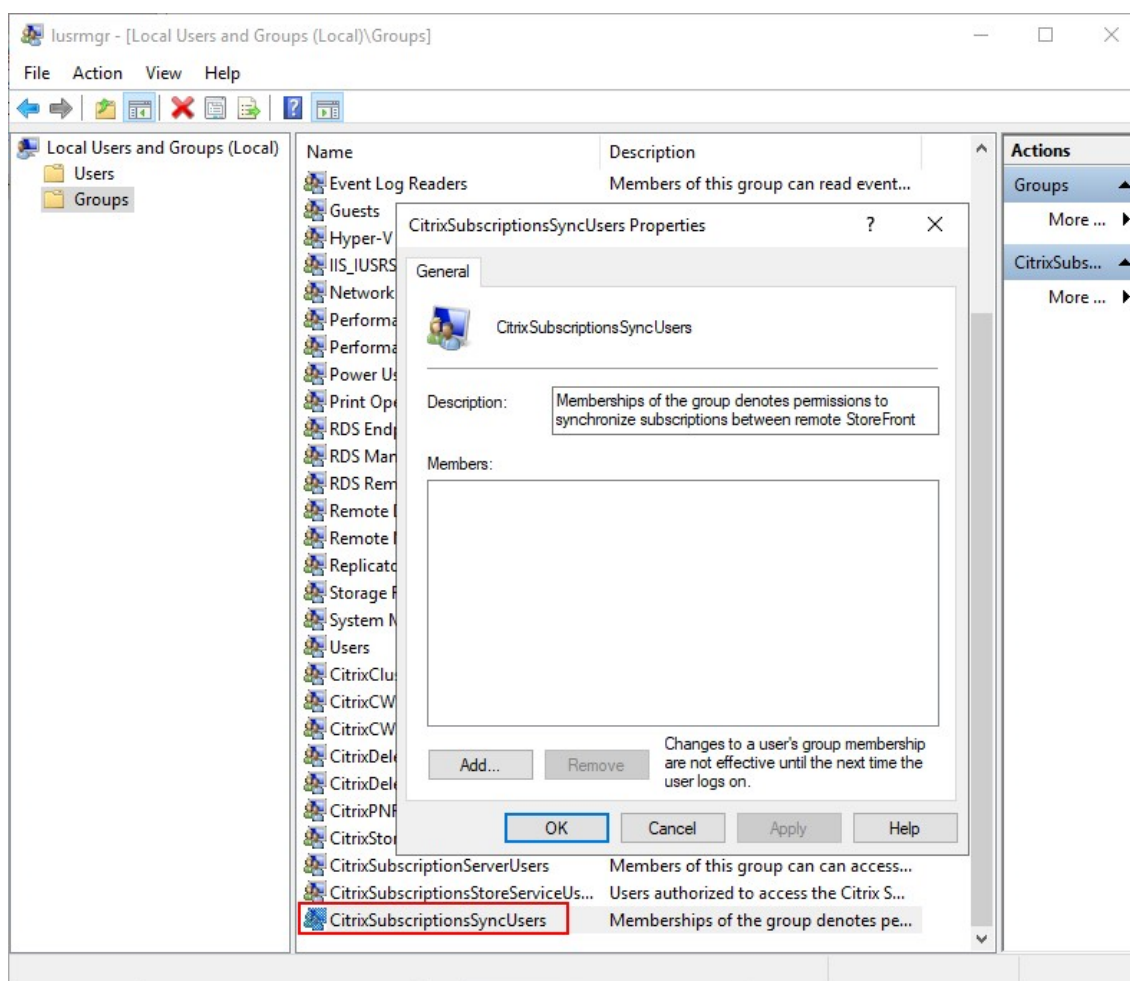 lusrmgr - [Local Users and Groups (Local)\Groups]
File Action View Help
Local Users and Groups (Local)
Users
Groups
Name Description
Event Log Readers Members of this group can read event...
Guests
Hyper-V
IIS_IUSRS
Network
Performa
Performa
Power Us
Print Ope
RDS Endp
RDS Man
RDS Rem
Remote
Remote
Replicato
Storage
System
Users
CitrixClu
CitrixCW
CitrixCW
CitrixDele
CitrixDele
CitrixPNR
CitrixStor
CitrixSubscriptionServerUsers Members of this group can can access...
CitrixSubscriptionsStoreServiceUs... Users authorized to access the Citrix S...
CitrixSubscriptionsSyncUsers Memberships of the group denotes pe...
CitrixSubscriptionsSyncUsers Properties ?
General
CitrixSubscriptionsSyncUsers
Description: Memberships of the group denotes permissions to
synchronize subscriptions between remote StoreFront
Members:
Add... Remove
Changes to a user's group membership
are not effective until the next time the
user logs on.
OK Cancel Apply Help
Actions
Groups
More ...
CitrixSubs...
More ...